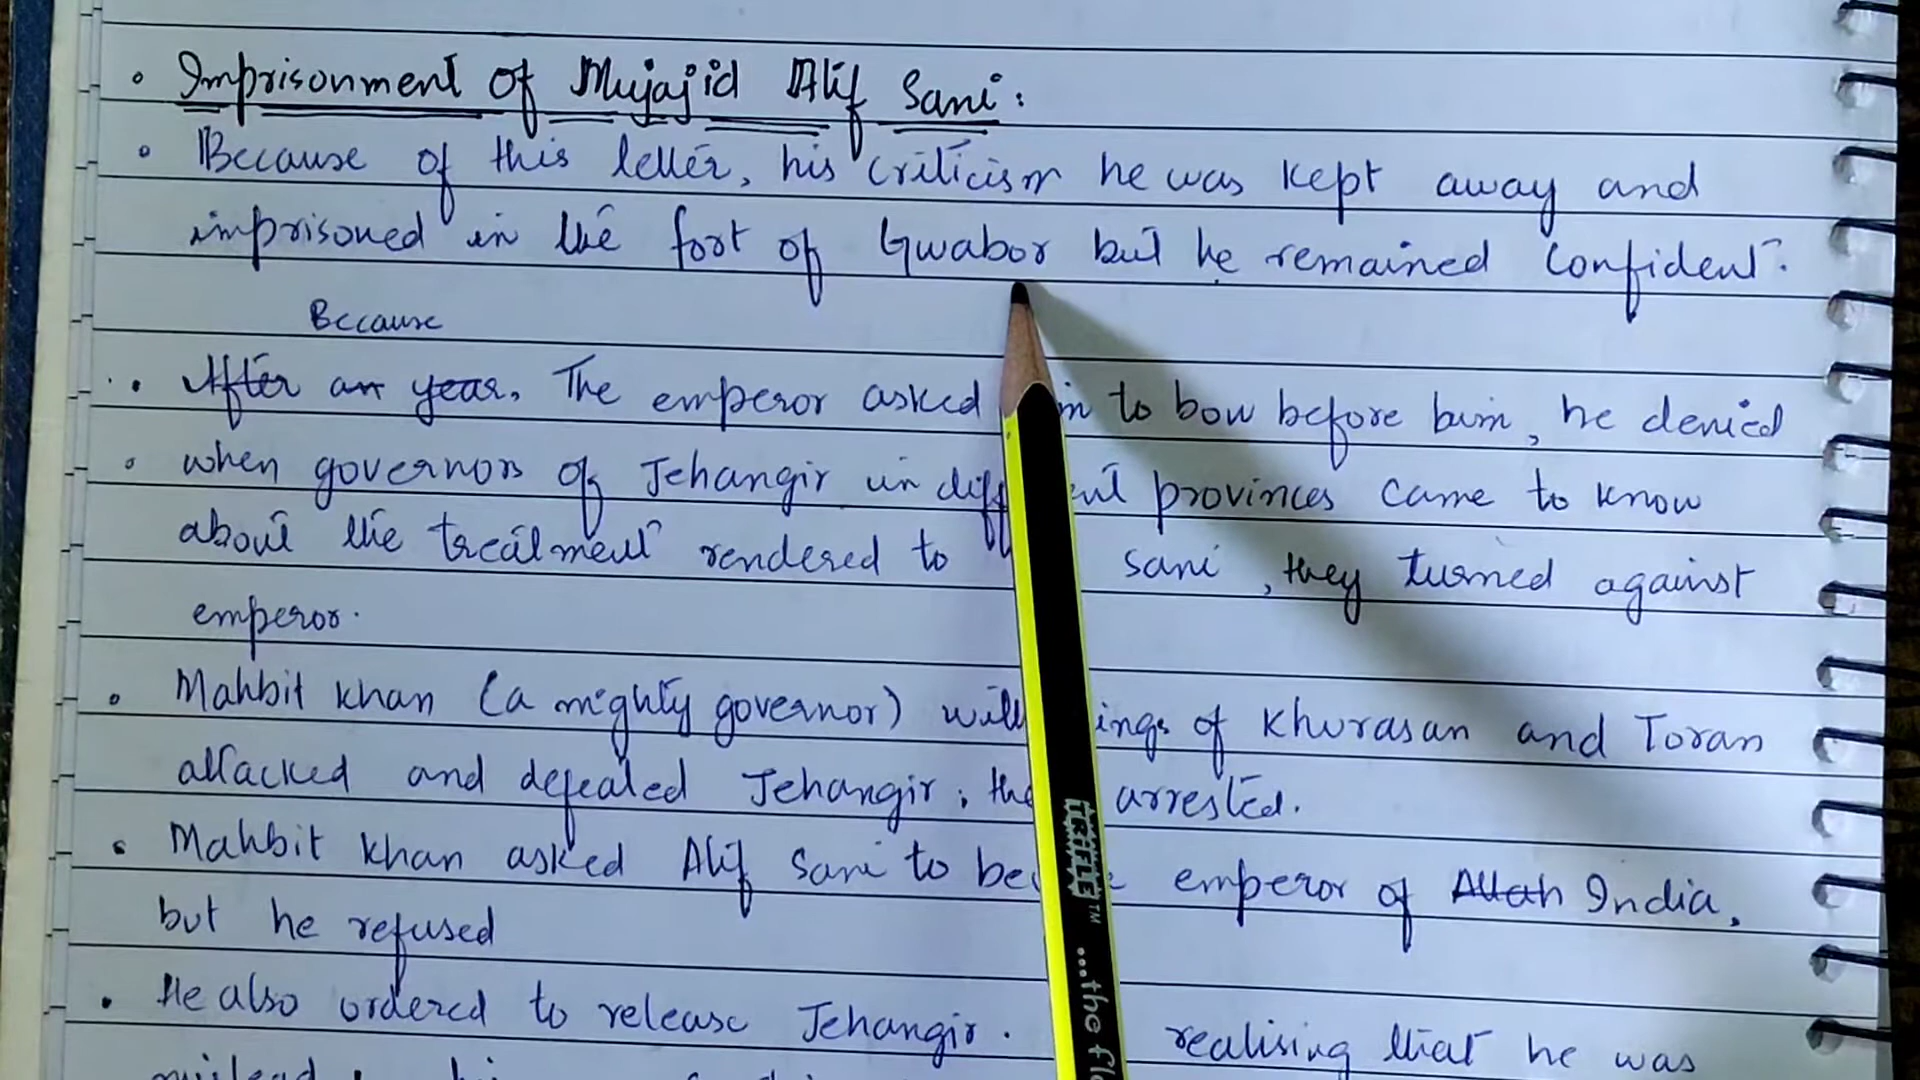 Imprisonment of Mujajid Alif Sani:
Because of this letter, his criticism he was kept away and
imprisoned in the fort of Gwabor but he remained confident.
Because
After an year. The emperor asked to bow before him, he denied
when governors of Jehangir in provinces came to know
about the treatment rendered to sani, they turned against
emperor.
Mahbit khan (a mighty governor) with of Khurasan and Toran
attacked and defeated Jehangir, arrested.
Mahbit khan asked Alif Sani to emperor of Allah India,
but he refused
He also ordered to release Jehangir. realising that he was
TRIFLE™ ...the